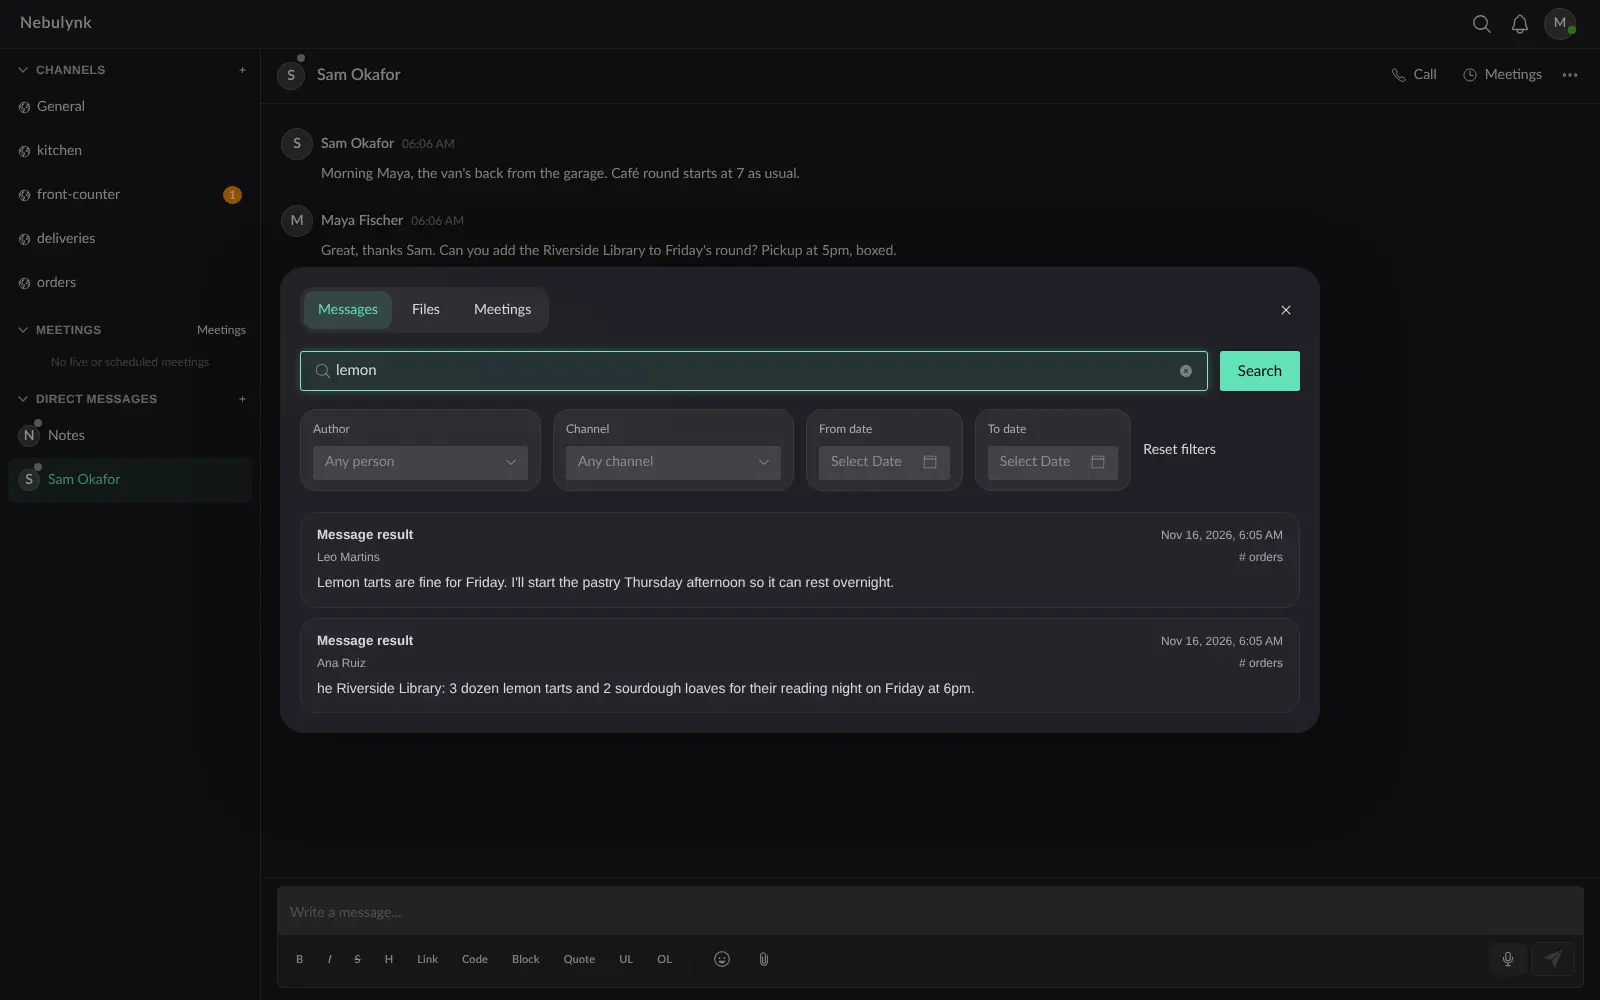 Nebulynk
M
CHANNELS
+
General
kitchen
front-counter
1
deliveries
orders
MEETINGS
Meetings
No live or scheduled meetings
DIRECT MESSAGES
+
N
Notes
S
Sam Okafor
S
Sam Okafor
Call
Meetings
S
Sam Okafor 06:06 AM
Morning Maya, the van's back from the garage. Café round starts at 7 as usual.
M
Maya Fischer 06:06 AM
Great, thanks Sam. Can you add the Riverside Library to Friday's round? Pickup at 5pm, boxed.
Messages
Files
Meetings
lemon
Search
Author
Any person
Channel
Any channel
From date
Select Date
To date
Select Date
Reset filters
Message result
Nov 16, 2026, 6:05 AM
Leo Martins
# orders
Lemon tarts are fine for Friday. I'll start the pastry Thursday afternoon so it can rest overnight.
Message result
Nov 16, 2026, 6:05 AM
Ana Ruiz
# orders
he Riverside Library: 3 dozen lemon tarts and 2 sourdough loaves for their reading night on Friday at 6pm.
Write a message...
B
I
S
H
Link
Code
Block
Quote
UL
OL